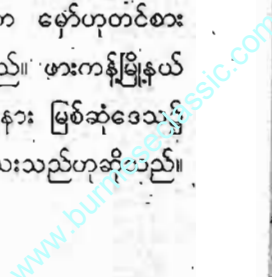 က မှော်ဟုတင်စား
ည်။ ဖားကန့်မြို့နယ်
နား မြစ်ဆုံဒေသ၌
လးသည်ဟုဆိုသည်။
www.burmeseclassic.com